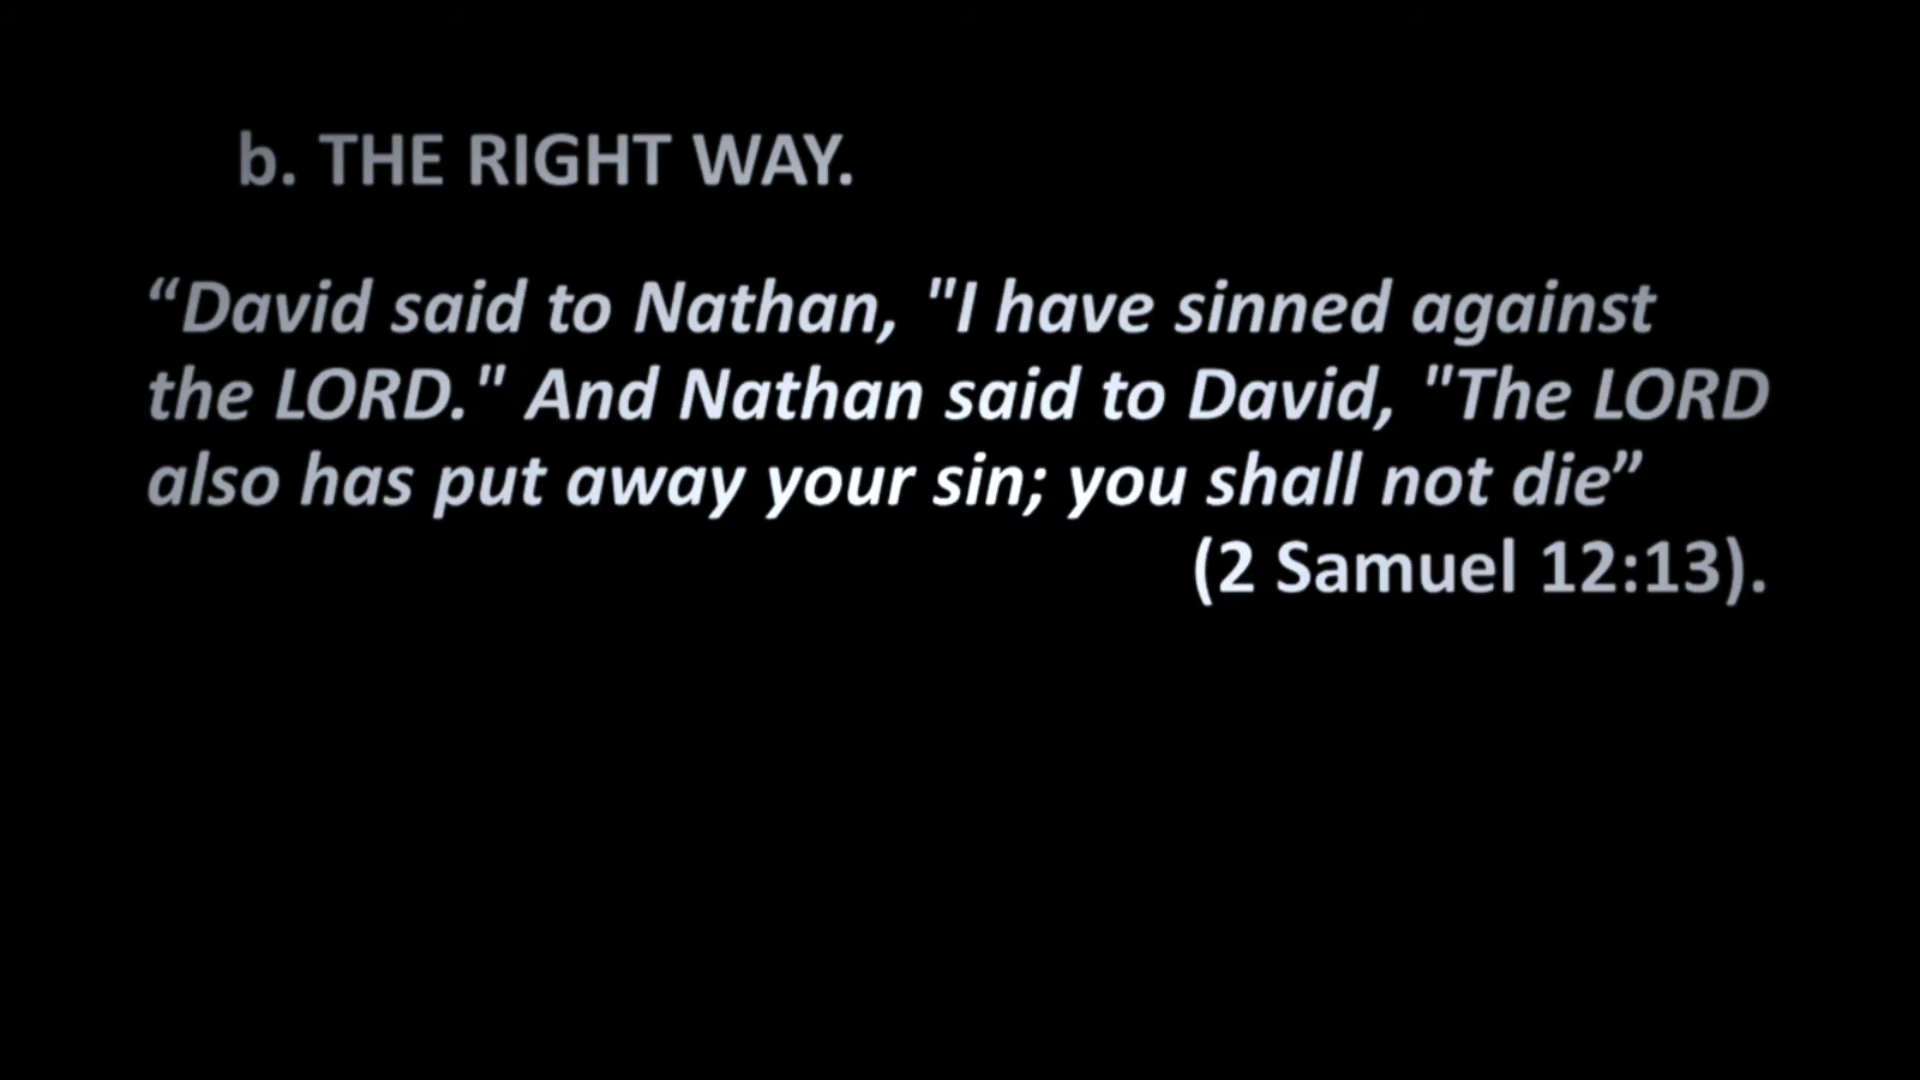 b. THE RIGHT WAY.
“David said to Nathan, "I have sinned against
the LORD." And Nathan said to David, "The LORD
also has put away your sin; you shall not die”
(2 Samuel 12:13).